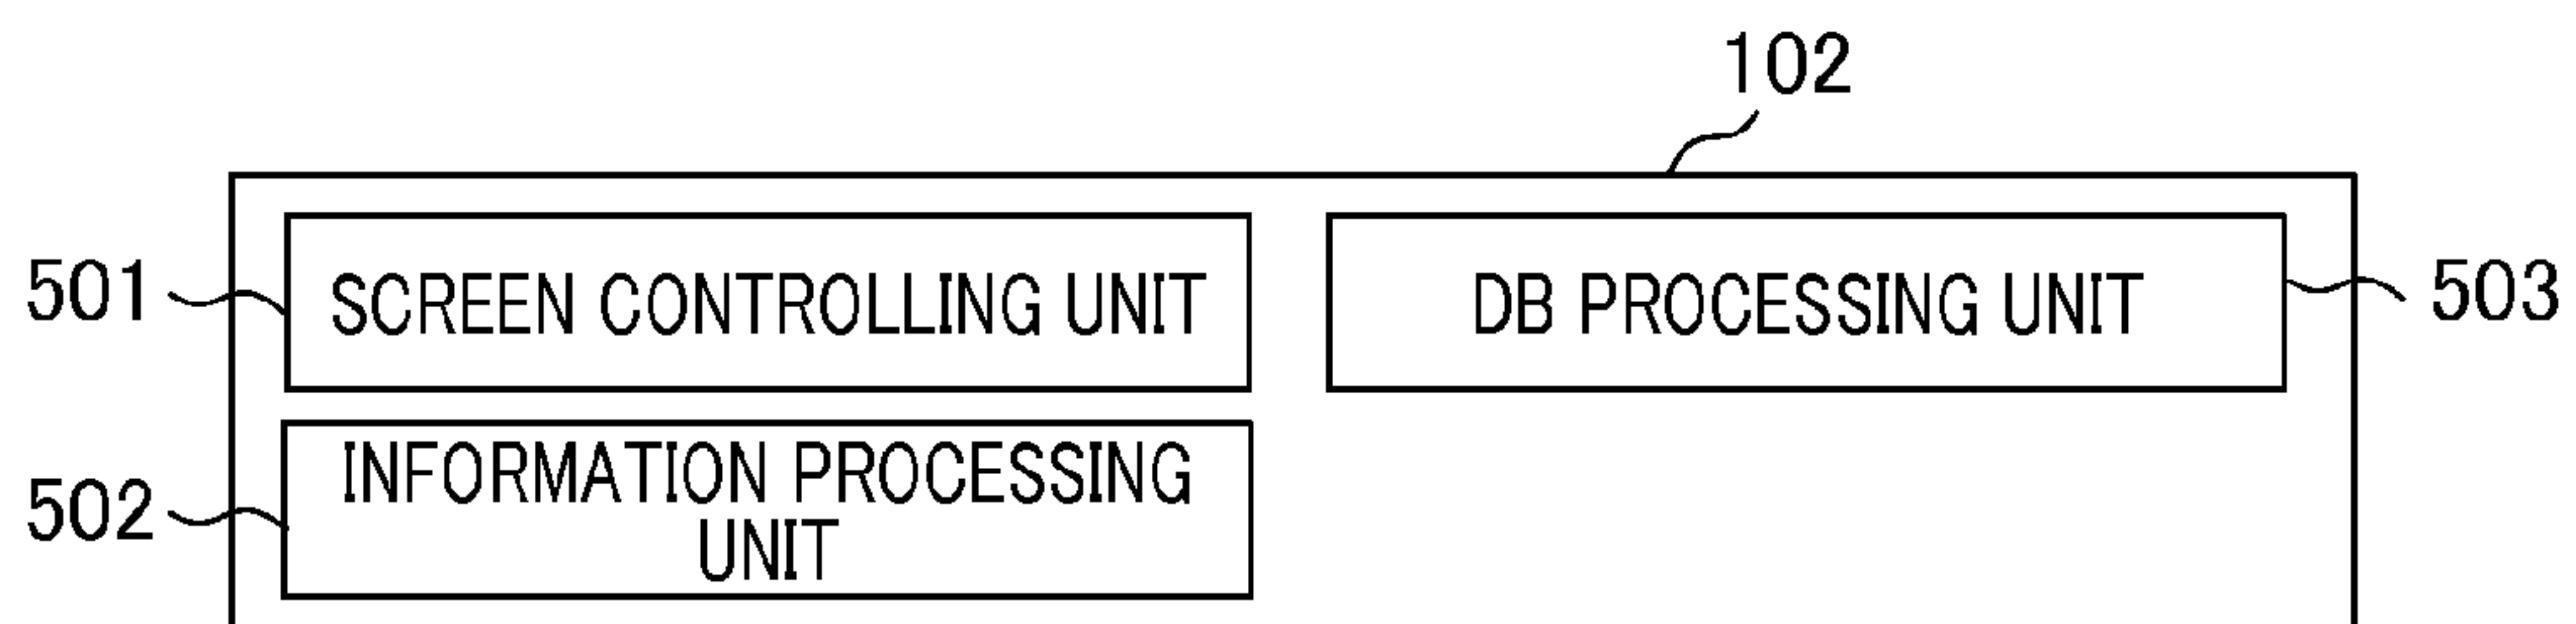 102
501
SCREEN CONTROLLING UNIT
DB PROCESSING UNIT
503
502
INFORMATION PROCESSING
UNIT